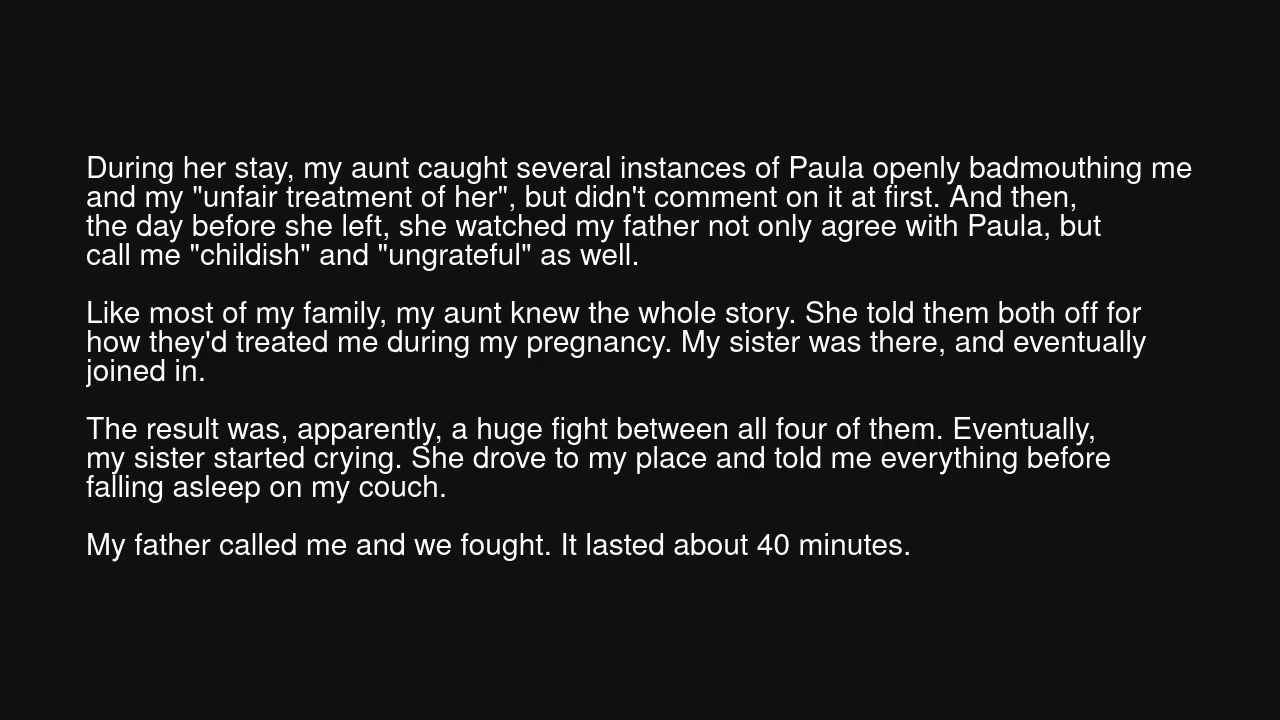 During her stay, my aunt caught several instances of Paula openly badmouthing me
and my "unfair treatment of her", but didn't comment on it at first. And then,
the day before she left, she watched my father not only agree with Paula, but
call me "childish" and "ungrateful" as well.
Like most of my family, my aunt knew the whole story. She told them both off for
how they'd treated me during my pregnancy. My sister was there, and eventually
joined in.
The result was, apparently, a huge fight between all four of them. Eventually,
my sister started crying. She drove to my place and told me everything before
falling asleep on my couch.
My father called me and we fought. It lasted about 40 minutes.